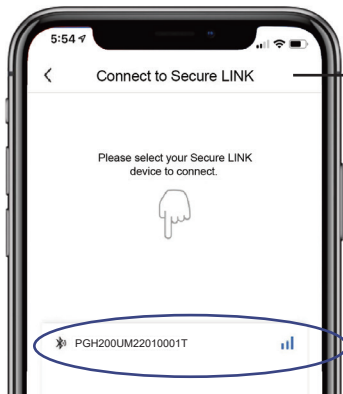 5:54
Connect to Secure LINK
Please select your Secure LINK
device to connect.
PGH200UM22010001T